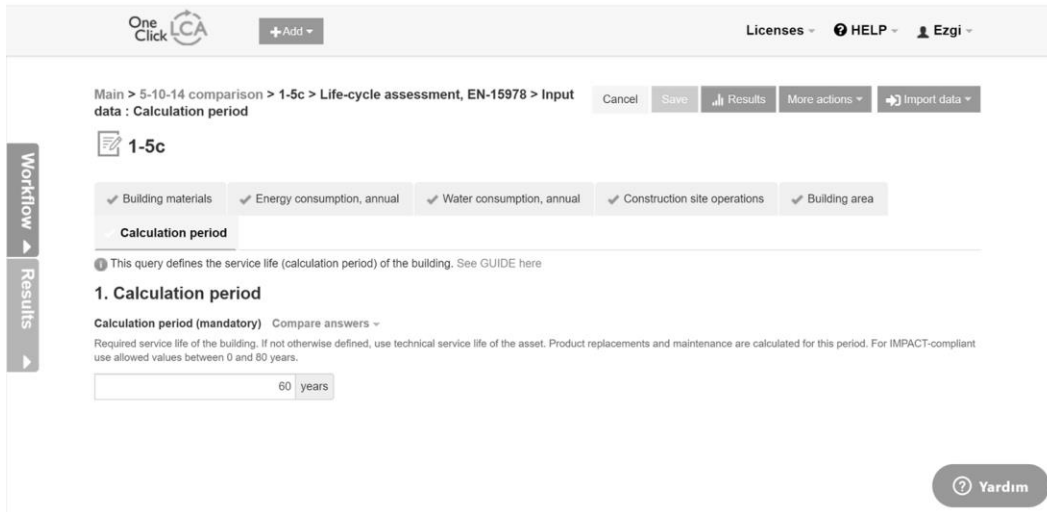 One Click LCA
Add
Licenses
HELP
Ezgi
Main > 5-10-14 comparison > 1-5c > Life-cycle assessment, EN-15978 > Input
data : Calculation period
Cancel
Save
Results
More actions
Import data
1-5c
Workflow
Results
Building materials
Energy consumption, annual
Water consumption, annual
Construction site operations
Building area
Calculation period
This query defines the service life (calculation period) of the building. See GUIDE here
1. Calculation period
Calculation period (mandatory) Compare answers
Required service life of the building. If not otherwise defined, use technical service life of the asset. Product replacements and maintenance are calculated for this period. For IMPACT-compliant
use allowed values between 0 and 80 years.
60 years
Yardım